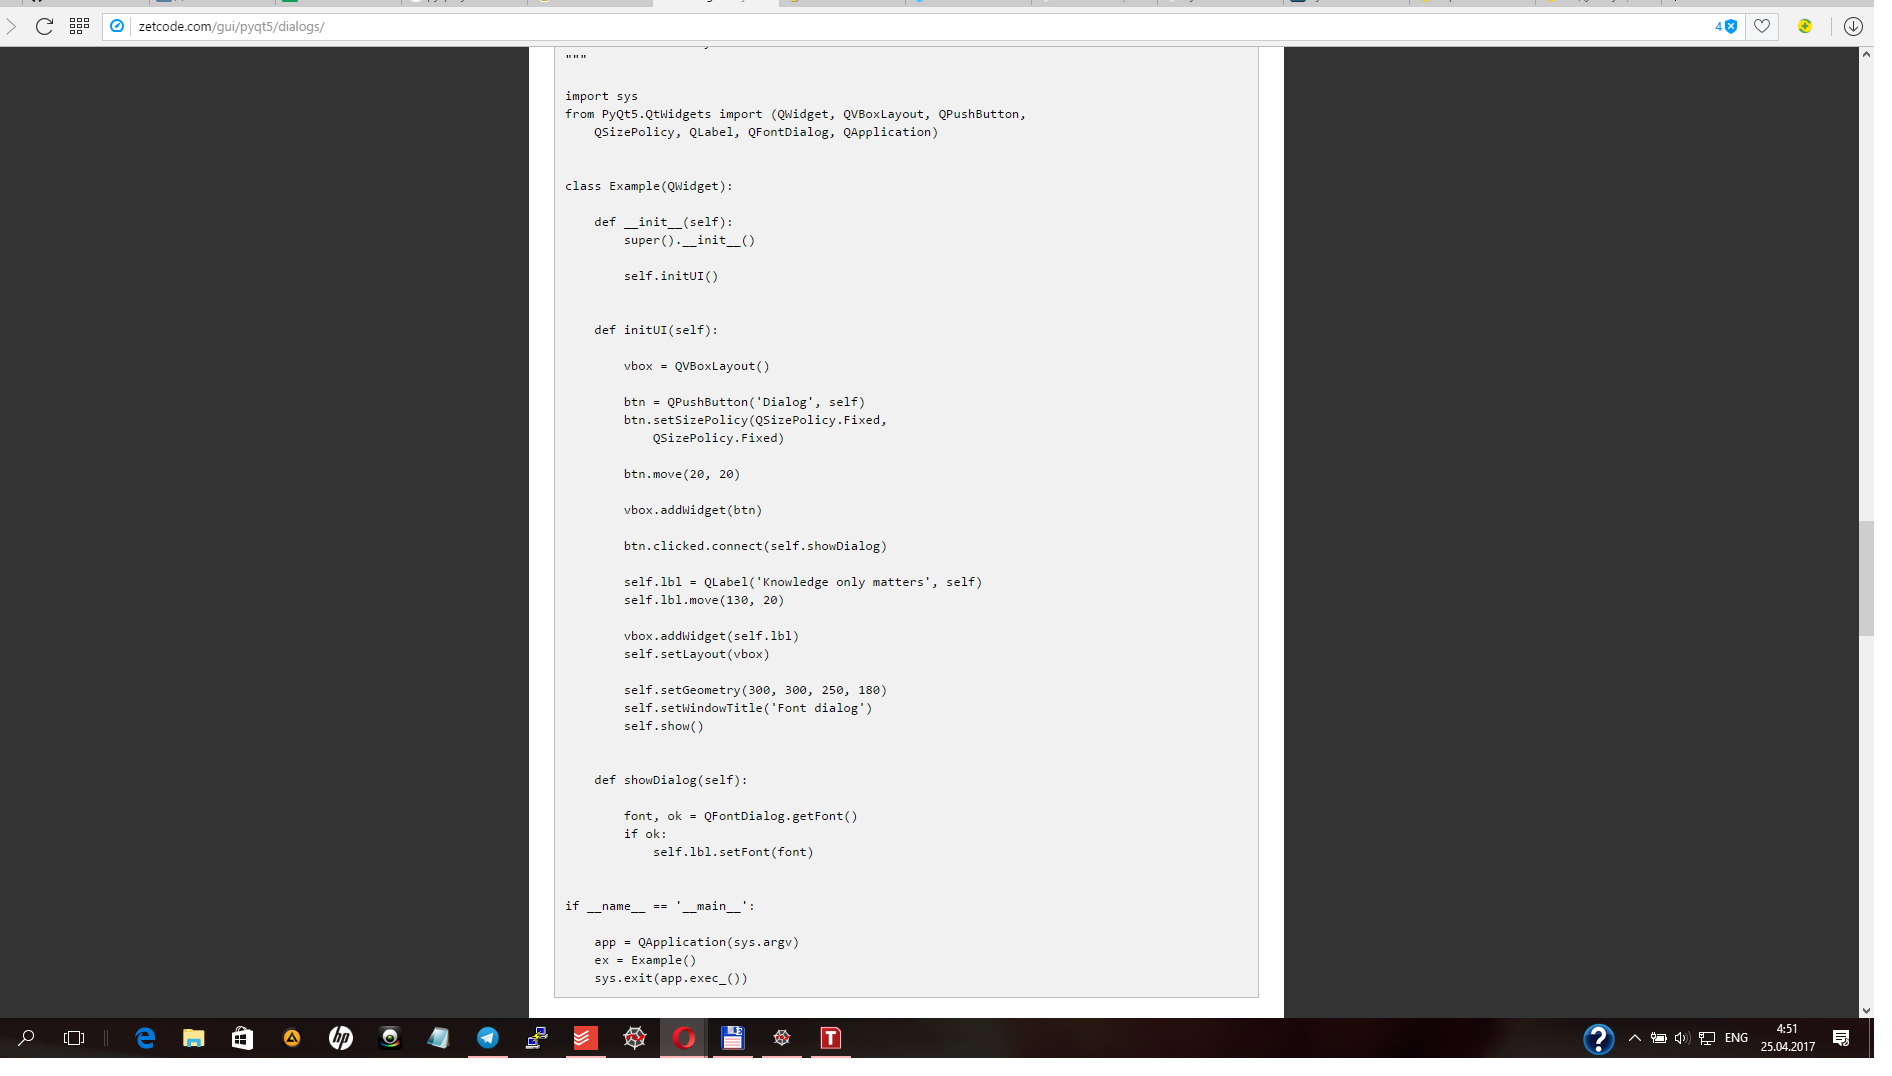 zetcode.com/gui/pyqt5/dialogs/
4
"""
import sys
from PyQt5.QtWidgets import (QWidget, QVBoxLayout, QPushButton,
    QSizePolicy, QLabel, QFontDialog, QApplication)
class Example(QWidget):
    def __init__(self):
        super().__init__()
        self.initUI()
    def initUI(self):
        vbox = QVBoxLayout()
        btn = QPushButton('Dialog', self)
        btn.setSizePolicy(QSizePolicy.Fixed,
            QSizePolicy.Fixed)
        btn.move(20, 20)
        vbox.addWidget(btn)
        btn.clicked.connect(self.showDialog)
        self.lbl = QLabel('Knowledge only matters', self)
        self.lbl.move(130, 20)
        vbox.addWidget(self.lbl)
        self.setLayout(vbox)
        self.setGeometry(300, 300, 250, 180)
        self.setWindowTitle('Font dialog')
        self.show()
    def showDialog(self):
        font, ok = QFontDialog.getFont()
        if ok:
            self.lbl.setFont(font)
if __name__ == '__main__':
    app = QApplication(sys.argv)
    ex = Example()
    sys.exit(app.exec_())
hp
T
?
ENG
4:51
25.04.2017